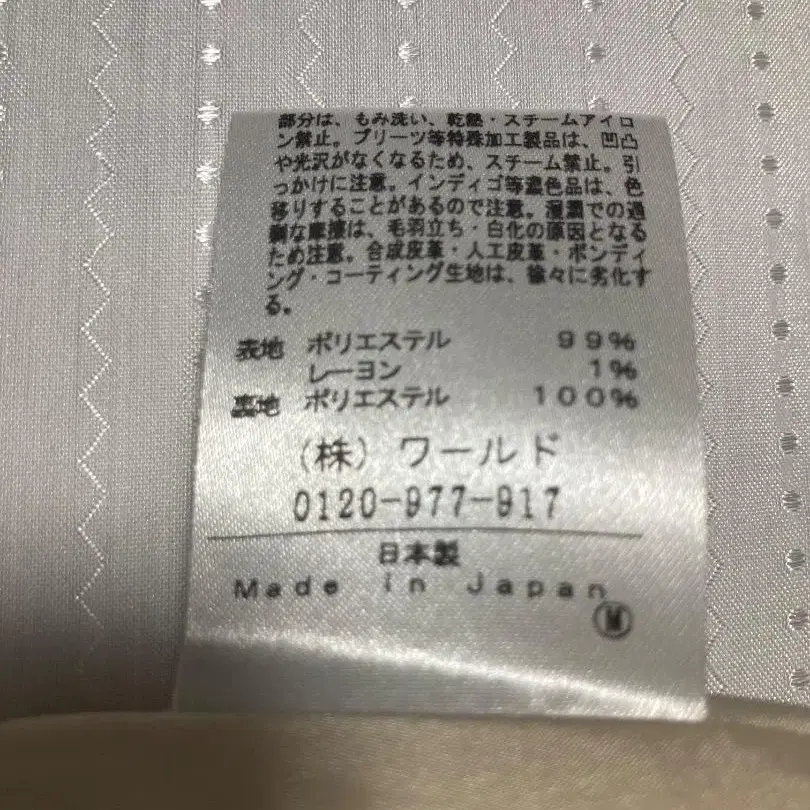 部分は、もみ洗い、乾熱・スチームアイロ
ン禁止。プリーツ等特殊加工製品は、凹凸
や光沢がなくなるため、スチーム禁止。引
っかけに注意。インディゴ等濃色品は、色
移りすることがあるので注意。湿潤での過
剰な摩擦は、毛羽立ち・白化の原因となる
ため注意。合成皮革・人工皮革・ボンディ
ング・コーティング生地は、徐々に劣化す
る。
表地 ポリエステル 99%
レーヨン 1%
裏地 ポリエステル 100%
(株)ワールド
0120-977-917
日本製
Made in Japan
M